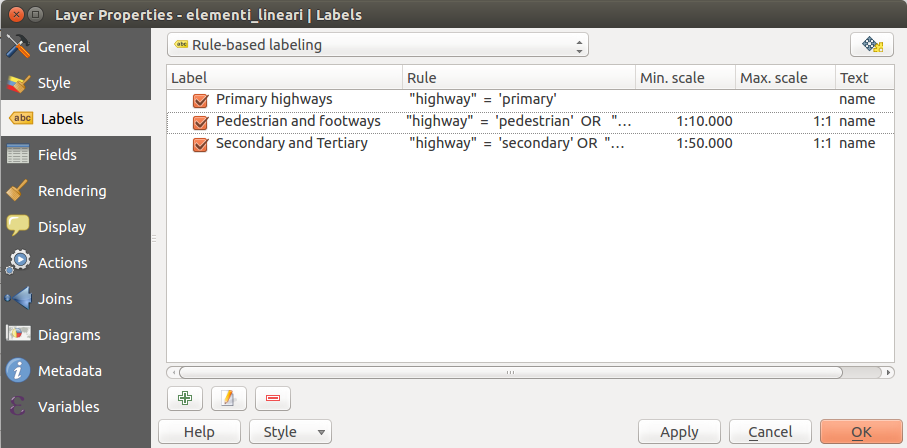 Layer Properties - elementi_lineari | Labels
General
Style
abc Labels
Fields
Rendering
Display
Actions
Joins
Diagrams
Metadata
Variables
abc Rule-based labeling
Label Rule Min. scale Max. scale Text
Primary highways "highway" = 'primary' name
Pedestrian and footways "highway" = 'pedestrian' OR "... 1:10.000 1:1 name
Secondary and Tertiary "highway" = 'secondary' OR "... 1:50.000 1:1 name
Help Style Apply Cancel OK